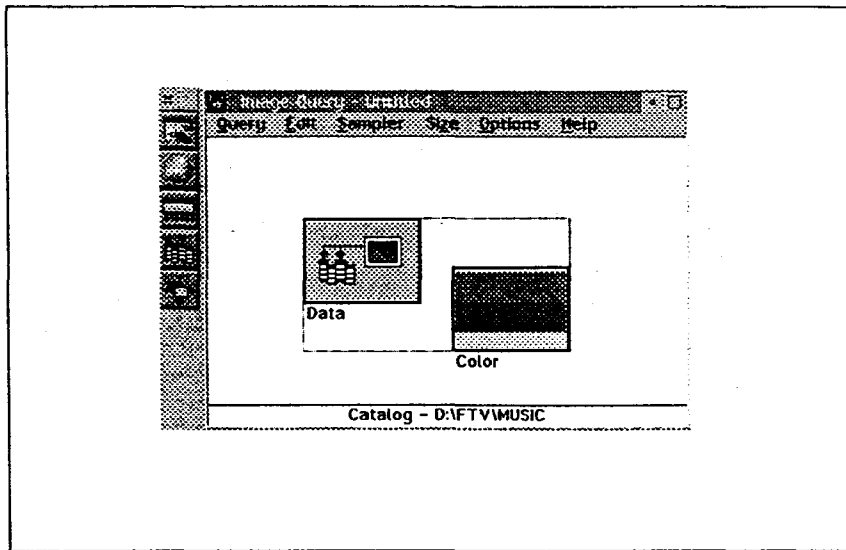 Image Query - Untitled
Query Edit Sampler Size Options Help
Data
Color
Catalog - D:\FTV\MUSIC